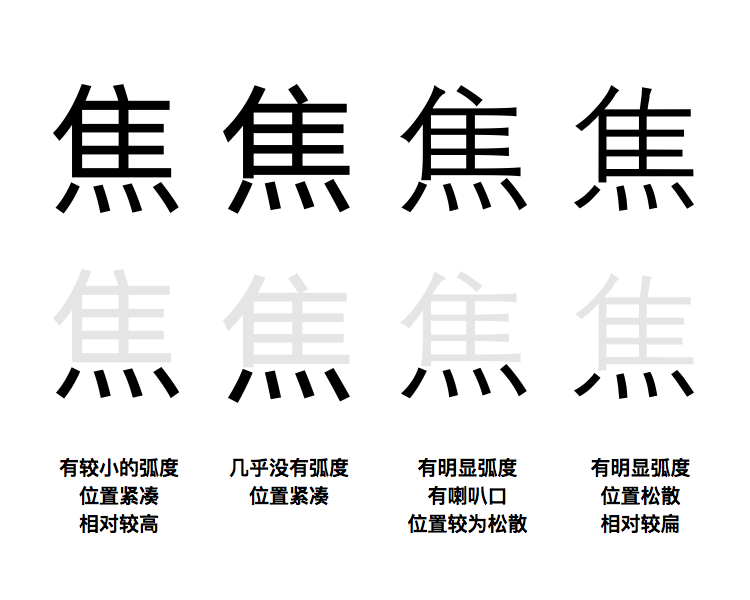 焦 焦 焦 焦
焦 焦 焦 焦
有较小的弧度
位置紧凑
相对较高
几乎没有弧度
位置紧凑
有明显弧度
有喇叭口
位置较为松散
有明显弧度
位置松散
相对较扁